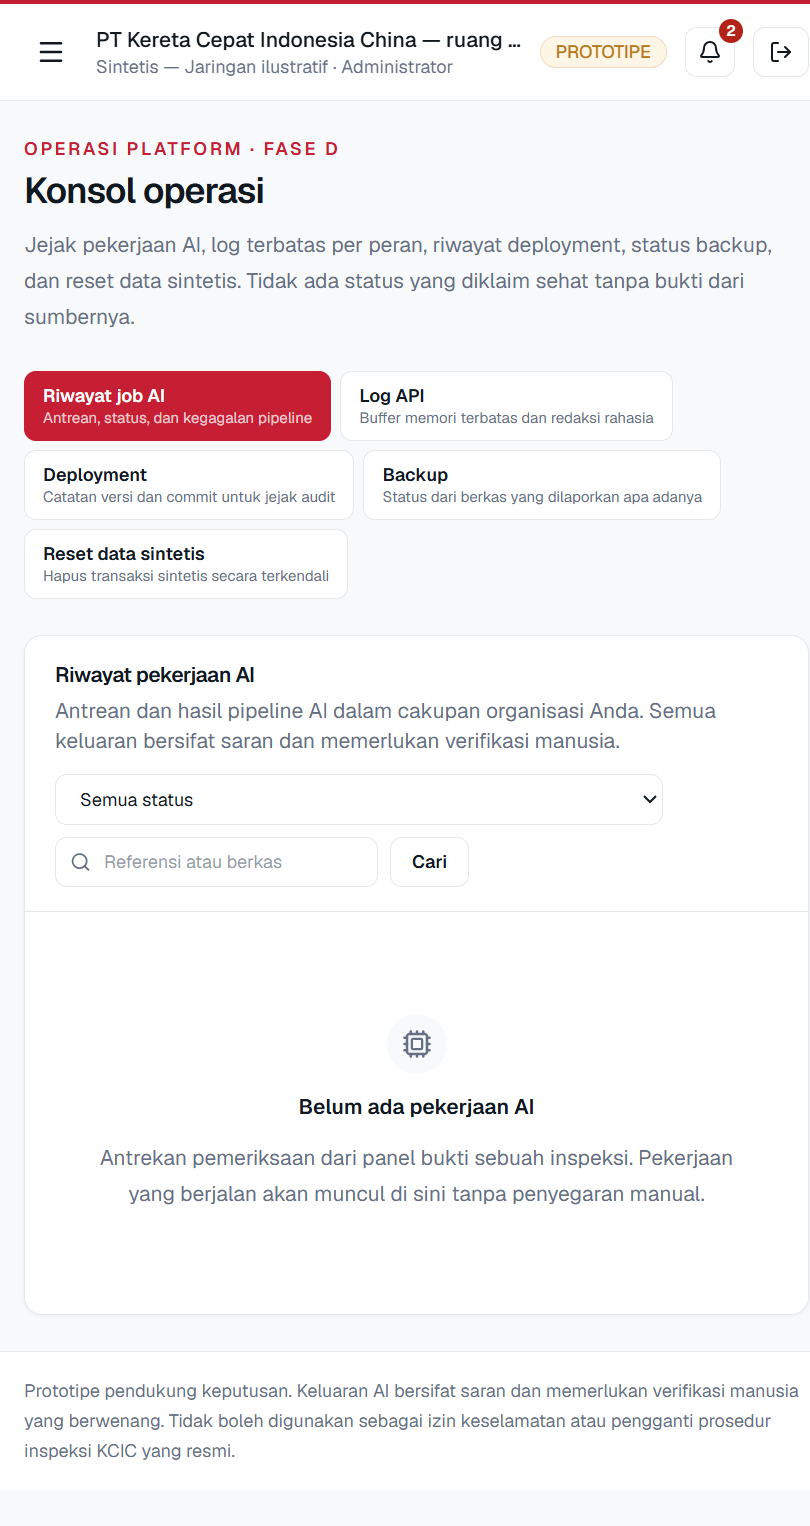 PT Kereta Cepat Indonesia China — ruang ...
Sintetis — Jaringan ilustratif · Administrator
PROTOTIPE
2
OPERASI PLATFORM · FASE D
Konsol operasi
Jejak pekerjaan AI, log terbatas per peran, riwayat deployment, status backup,
dan reset data sintetis. Tidak ada status yang diklaim sehat tanpa bukti dari
sumbernya.
Riwayat job AI
Antrean, status, dan kegagalan pipeline
Log API
Buffer memori terbatas dan redaksi rahasia
Deployment
Catatan versi dan commit untuk jejak audit
Backup
Status dari berkas yang dilaporkan apa adanya
Reset data sintetis
Hapus transaksi sintetis secara terkendali
Riwayat pekerjaan AI
Antrean dan hasil pipeline AI dalam cakupan organisasi Anda. Semua
keluaran bersifat saran dan memerlukan verifikasi manusia.
Semua status
Referensi atau berkas
Cari
Belum ada pekerjaan AI
Antrekan pemeriksaan dari panel bukti sebuah inspeksi. Pekerjaan
yang berjalan akan muncul di sini tanpa penyegaran manual.
Prototipe pendukung keputusan. Keluaran AI bersifat saran dan memerlukan verifikasi manusia
yang berwenang. Tidak boleh digunakan sebagai izin keselamatan atau pengganti prosedur
inspeksi KCIC yang resmi.